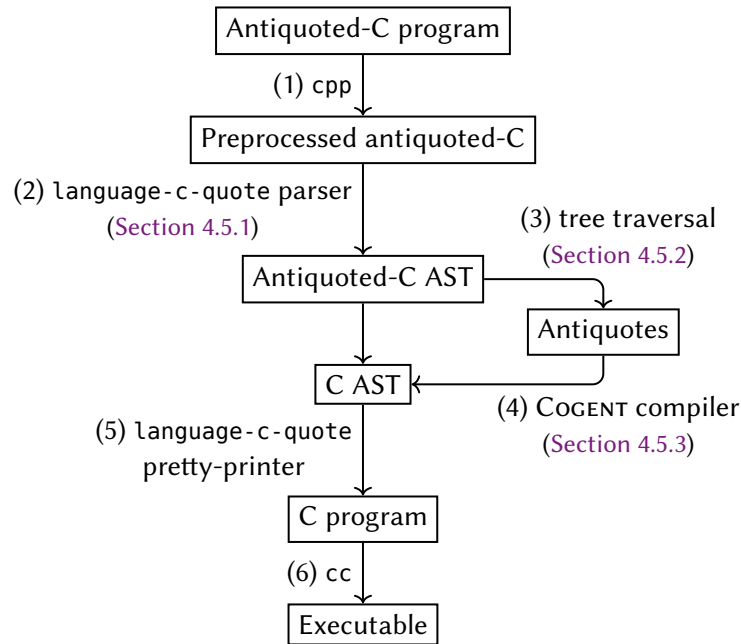 Antiquoted-C program
(1) cpp
Preprocessed antiquoted-C
(2) language-c-quote parser
(Section 4.5.1)
(3) tree traversal
(Section 4.5.2)
Antiquoted-C AST
Antiquotes
C AST
(4) COGENT compiler
(Section 4.5.3)
(5) language-c-quote
pretty-printer
C program
(6) cc
Executable